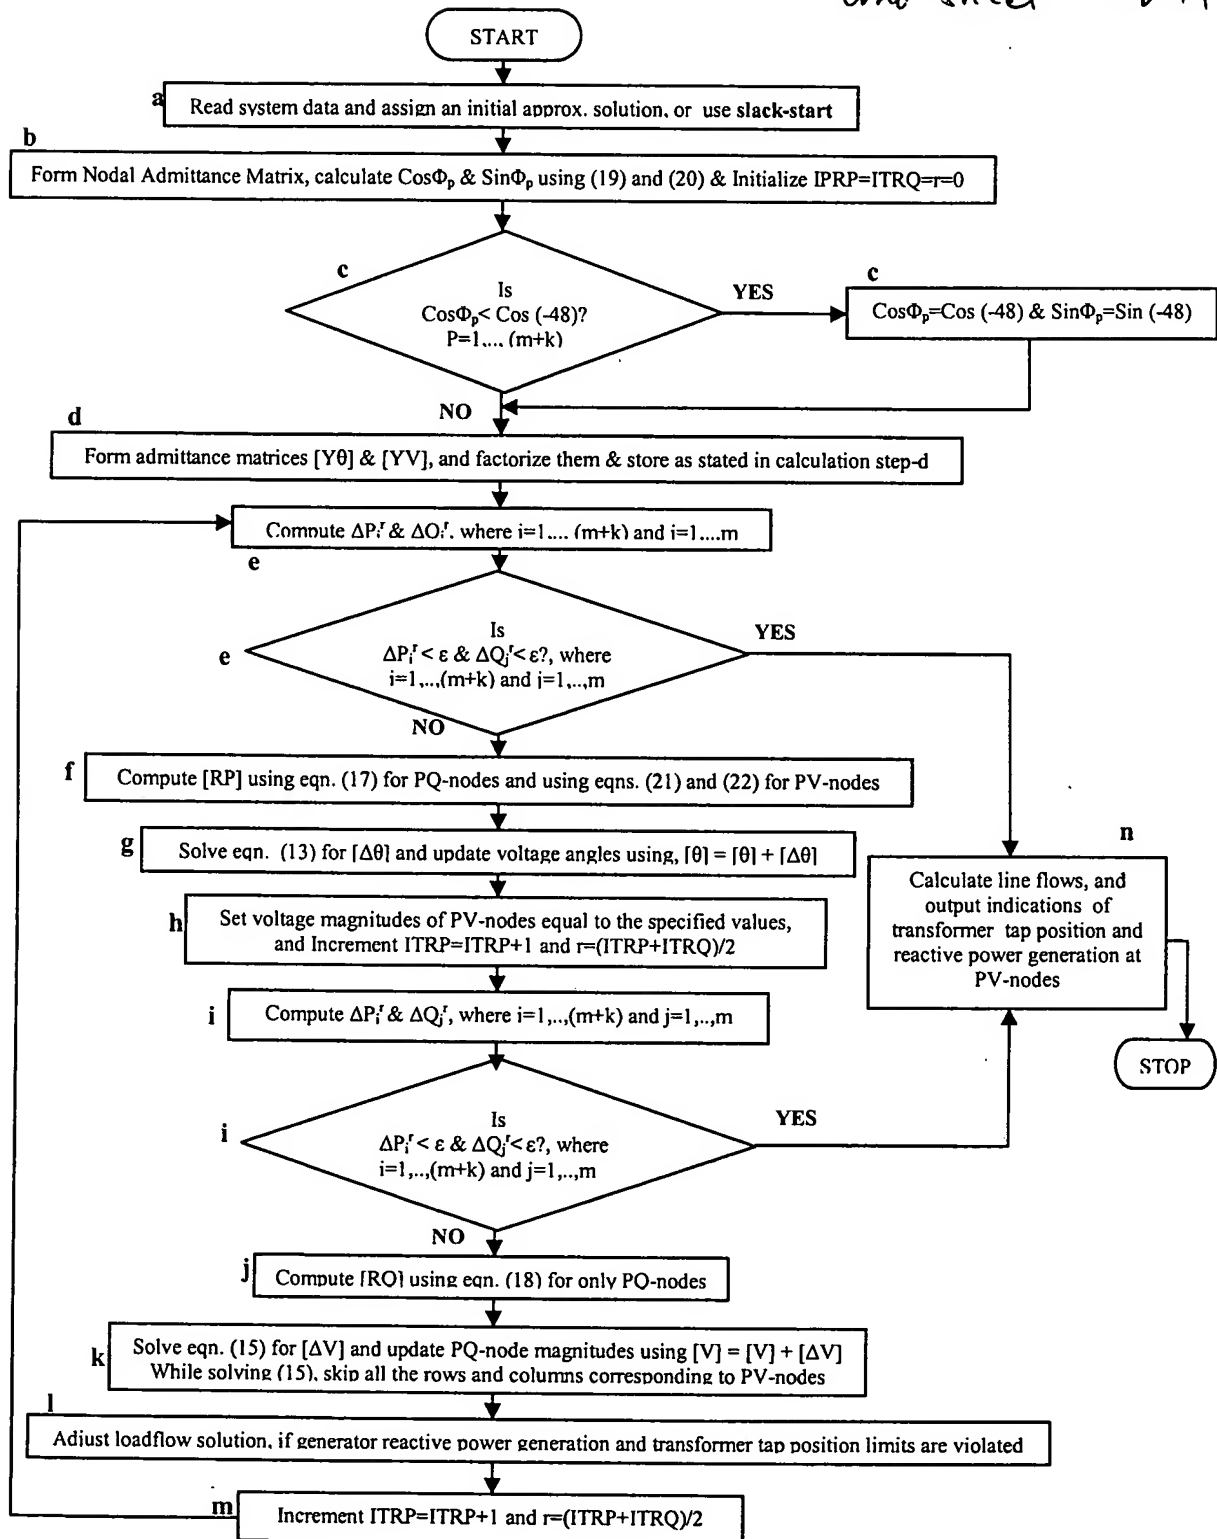 START
a
Read system data and assign an initial approx. solution, or use slack-start
b
Form Nodal Admittance Matrix, calculate CosΦp & SinΦp using (19) and (20) & Initialize IPRP=ITRQ=r=0
c
Is
CosΦp< Cos (-48)?
P=1,... (m+k)
YES
c
CosΦp=Cos (-48) & SinΦp=Sin (-48)
NO
d
Form admittance matrices [Yθ] & [YV], and factorize them & store as stated in calculation step-d
Compute ΔPiʳ & ΔOiʳ, where i=1,... (m+k) and i=1,...m
e
e
Is
ΔPiʳ< ε & ΔQjʳ< ε?, where
i=1,..,(m+k) and j=1,..,m
YES
NO
f
Compute [RP] using eqn. (17) for PQ-nodes and using eqns. (21) and (22) for PV-nodes
g
Solve eqn. (13) for [Δθ] and update voltage angles using, [θ] = [θ] + [Δθ]
h
Set voltage magnitudes of PV-nodes equal to the specified values,
and Increment ITRP=ITRP+1 and r=(ITRP+ITRQ)/2
n
Calculate line flows, and
output indications of
transformer tap position and
reactive power generation at
PV-nodes
STOP
i
Compute ΔPiʳ & ΔQjʳ, where i=1,..,(m+k) and j=1,..,m
i
Is
ΔPiʳ< ε & ΔQjʳ< ε?, where
i=1,..,(m+k) and j=1,..,m
YES
NO
j
Compute [RQ] using eqn. (18) for only PQ-nodes
k
Solve eqn. (15) for [ΔV] and update PQ-node magnitudes using [V] = [V] + [ΔV]
While solving (15), skip all the rows and columns corresponding to PV-nodes
l
Adjust loadflow solution, if generator reactive power generation and transformer tap position limits are violated
m
Increment ITRP=ITRP+1 and r=(ITRP+ITRQ)/2